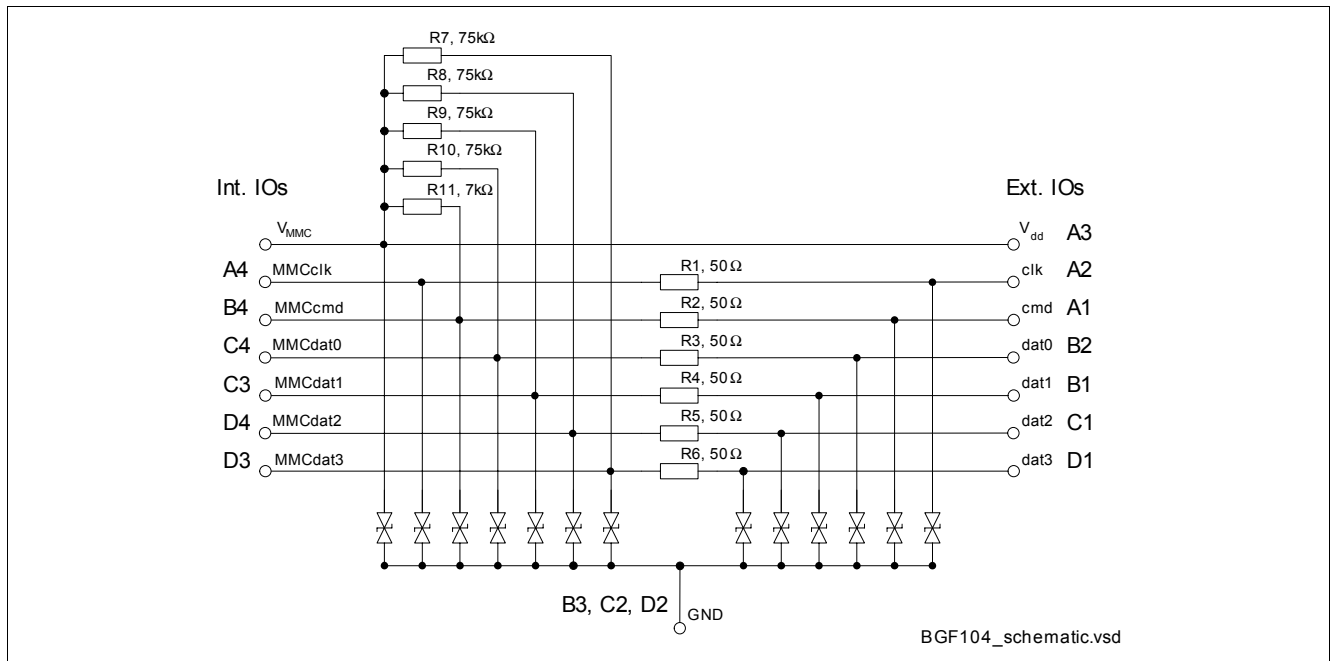 R7, 75kΩ
R8, 75kΩ
R9, 75kΩ
R10, 75kΩ
Int. IOs
R11, 7kΩ
Ext. IOs
VMMC
Vdd A3
A4 MMCclk
R1, 50Ω
clk A2
B4 MMCcmd
R2, 50Ω
cmd A1
C4 MMCdat0
R3, 50Ω
dat0 B2
C3 MMCdat1
R4, 50Ω
dat1 B1
D4 MMCdat2
R5, 50Ω
dat2 C1
D3 MMCdat3
R6, 50Ω
dat3 D1
B3, C2, D2
GND
BGF104_schematic.vsd